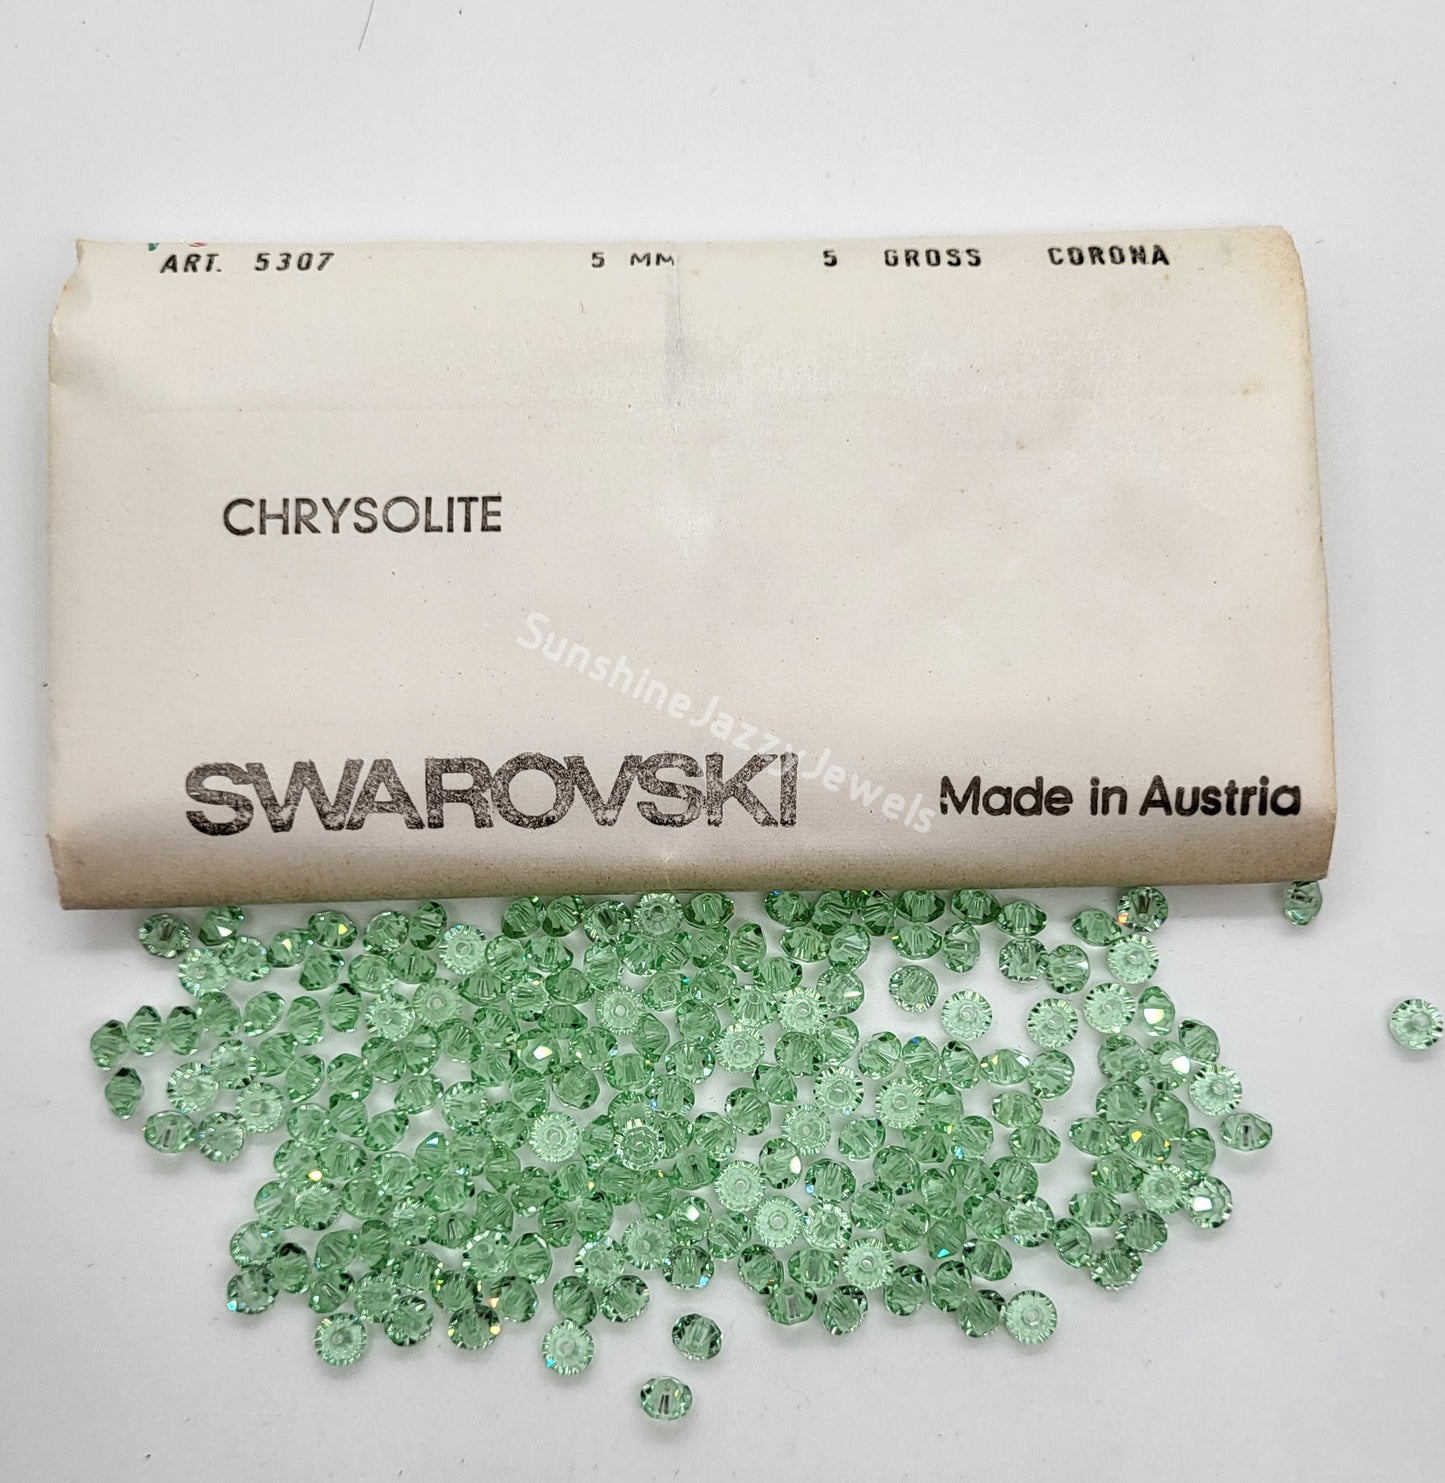 ART. 5307 5 MM 5 GROSS CORONA
CHRYSOLITE
SunshineJazzyJewels
SWAROVSKI Made in Austria